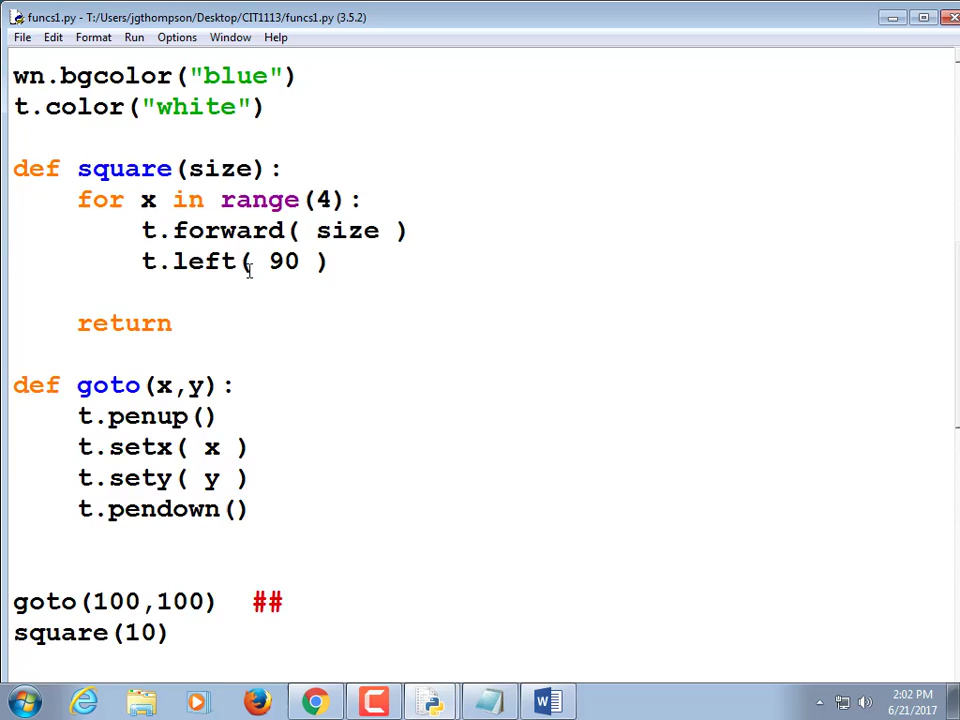 funcs1.py - T:/Users/jgthompson/Desktop/CIT1113/funcs1.py (3.5.2)
File Edit Format Run Options Window Help
wn.bgcolor("blue")
t.color("white")
def square(size):
for x in range(4):
t.forward( size )
t.left( 90 )
return
def goto(x,y):
t.penup()
t.setx( x )
t.sety( y )
t.pendown()
goto(100,100) ##
square(10)
2:02 PM
6/21/2017